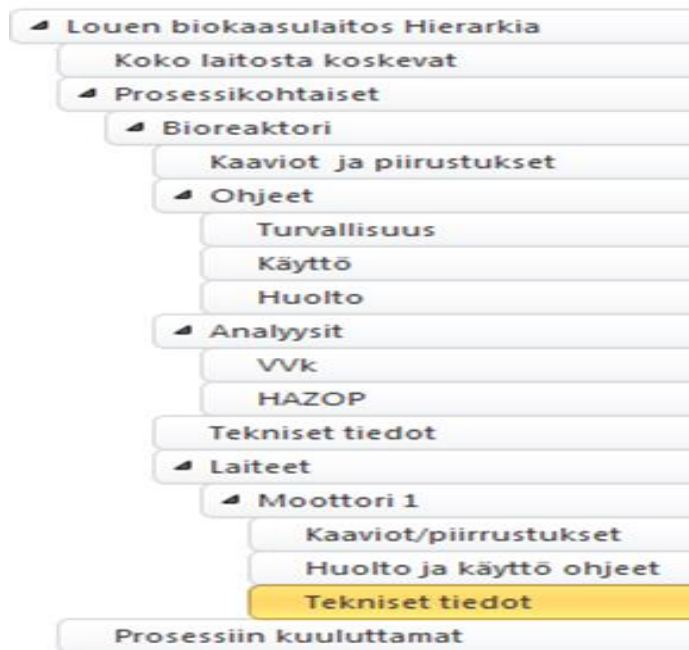 Louen biokaasulaitos Hierarkia
Koko laitosta koskevat
Prosessikohtaiset
Bioreaktori
Kaaviot ja piirustukset
Ohjeet
Turvallisuus
Käyttö
Huolto
Analyysit
VVk
HAZOP
Tekniset tiedot
Laiteet
Moottori 1
Kaaviot/piirrustukset
Huolto ja käyttö ohjeet
Tekniset tiedot
Prosessiin kuuluttamat